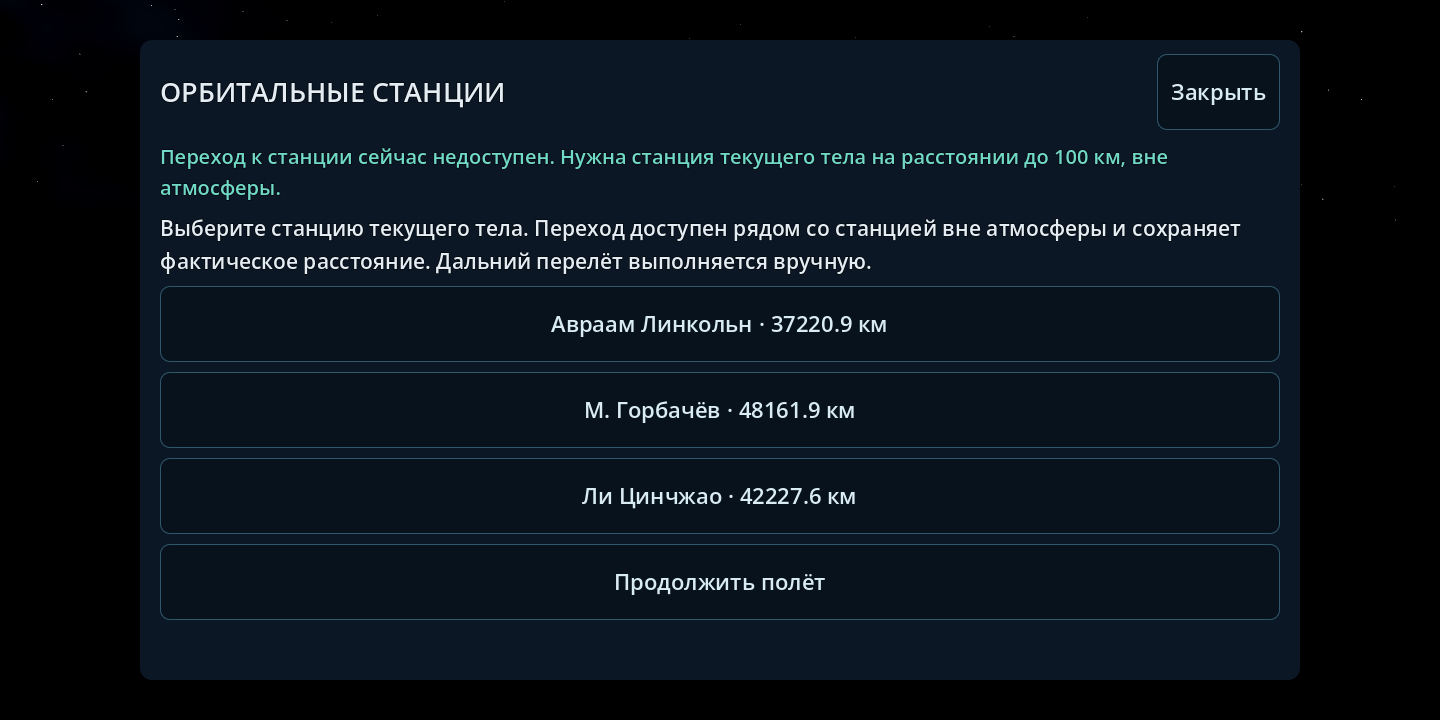 ОРБИТАЛЬНЫЕ СТАНЦИИ
Закрыть
Переход к станции сейчас недоступен. Нужна станция текущего тела на расстоянии до 100 км, вне
атмосферы.
Выберите станцию текущего тела. Переход доступен рядом со станцией вне атмосферы и сохраняет
фактическое расстояние. Дальний перелёт выполняется вручную.
Авраам Линкольн · 37220.9 км
М. Горбачёв · 48161.9 км
Ли Цинчжао · 42227.6 км
Продолжить полёт